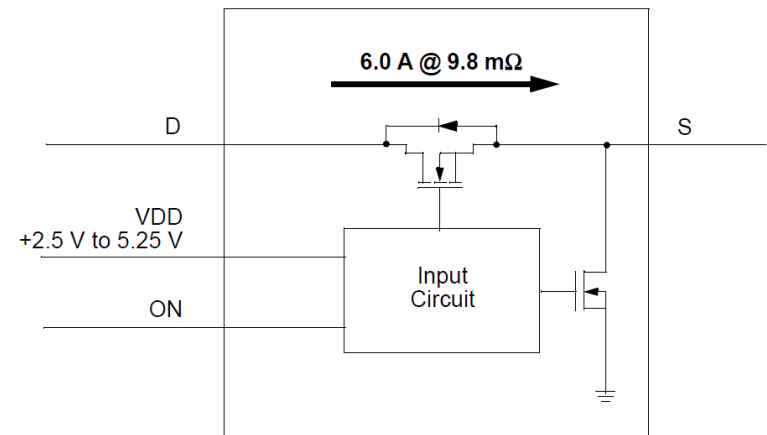 6.0 A @ 9.8 mΩ
D
S
VDD
+2.5 V to 5.25 V
ON
Input
Circuit